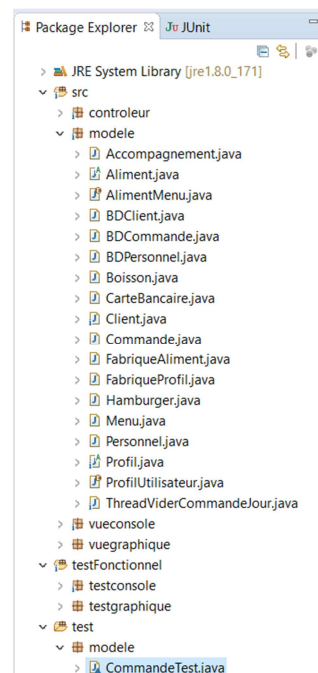 Package Explorer JUnit
JRE System Library [jre1.8.0_171]
src
controleur
modele
Accompagnement.java
Aliment.java
AlimentMenu.java
BDClient.java
BDCommande.java
BDPersonnel.java
Boisson.java
CarteBancaire.java
Client.java
Commande.java
FabriqueAliment.java
FabriqueProfil.java
Hamburger.java
Menu.java
Personnel.java
Profil.java
ProfilUtilisateur.java
ThreadViderCommandeJour.java
vueconsole
vuegraphique
testFonctionnel
testconsole
testgraphique
test
modele
CommandeTest.java